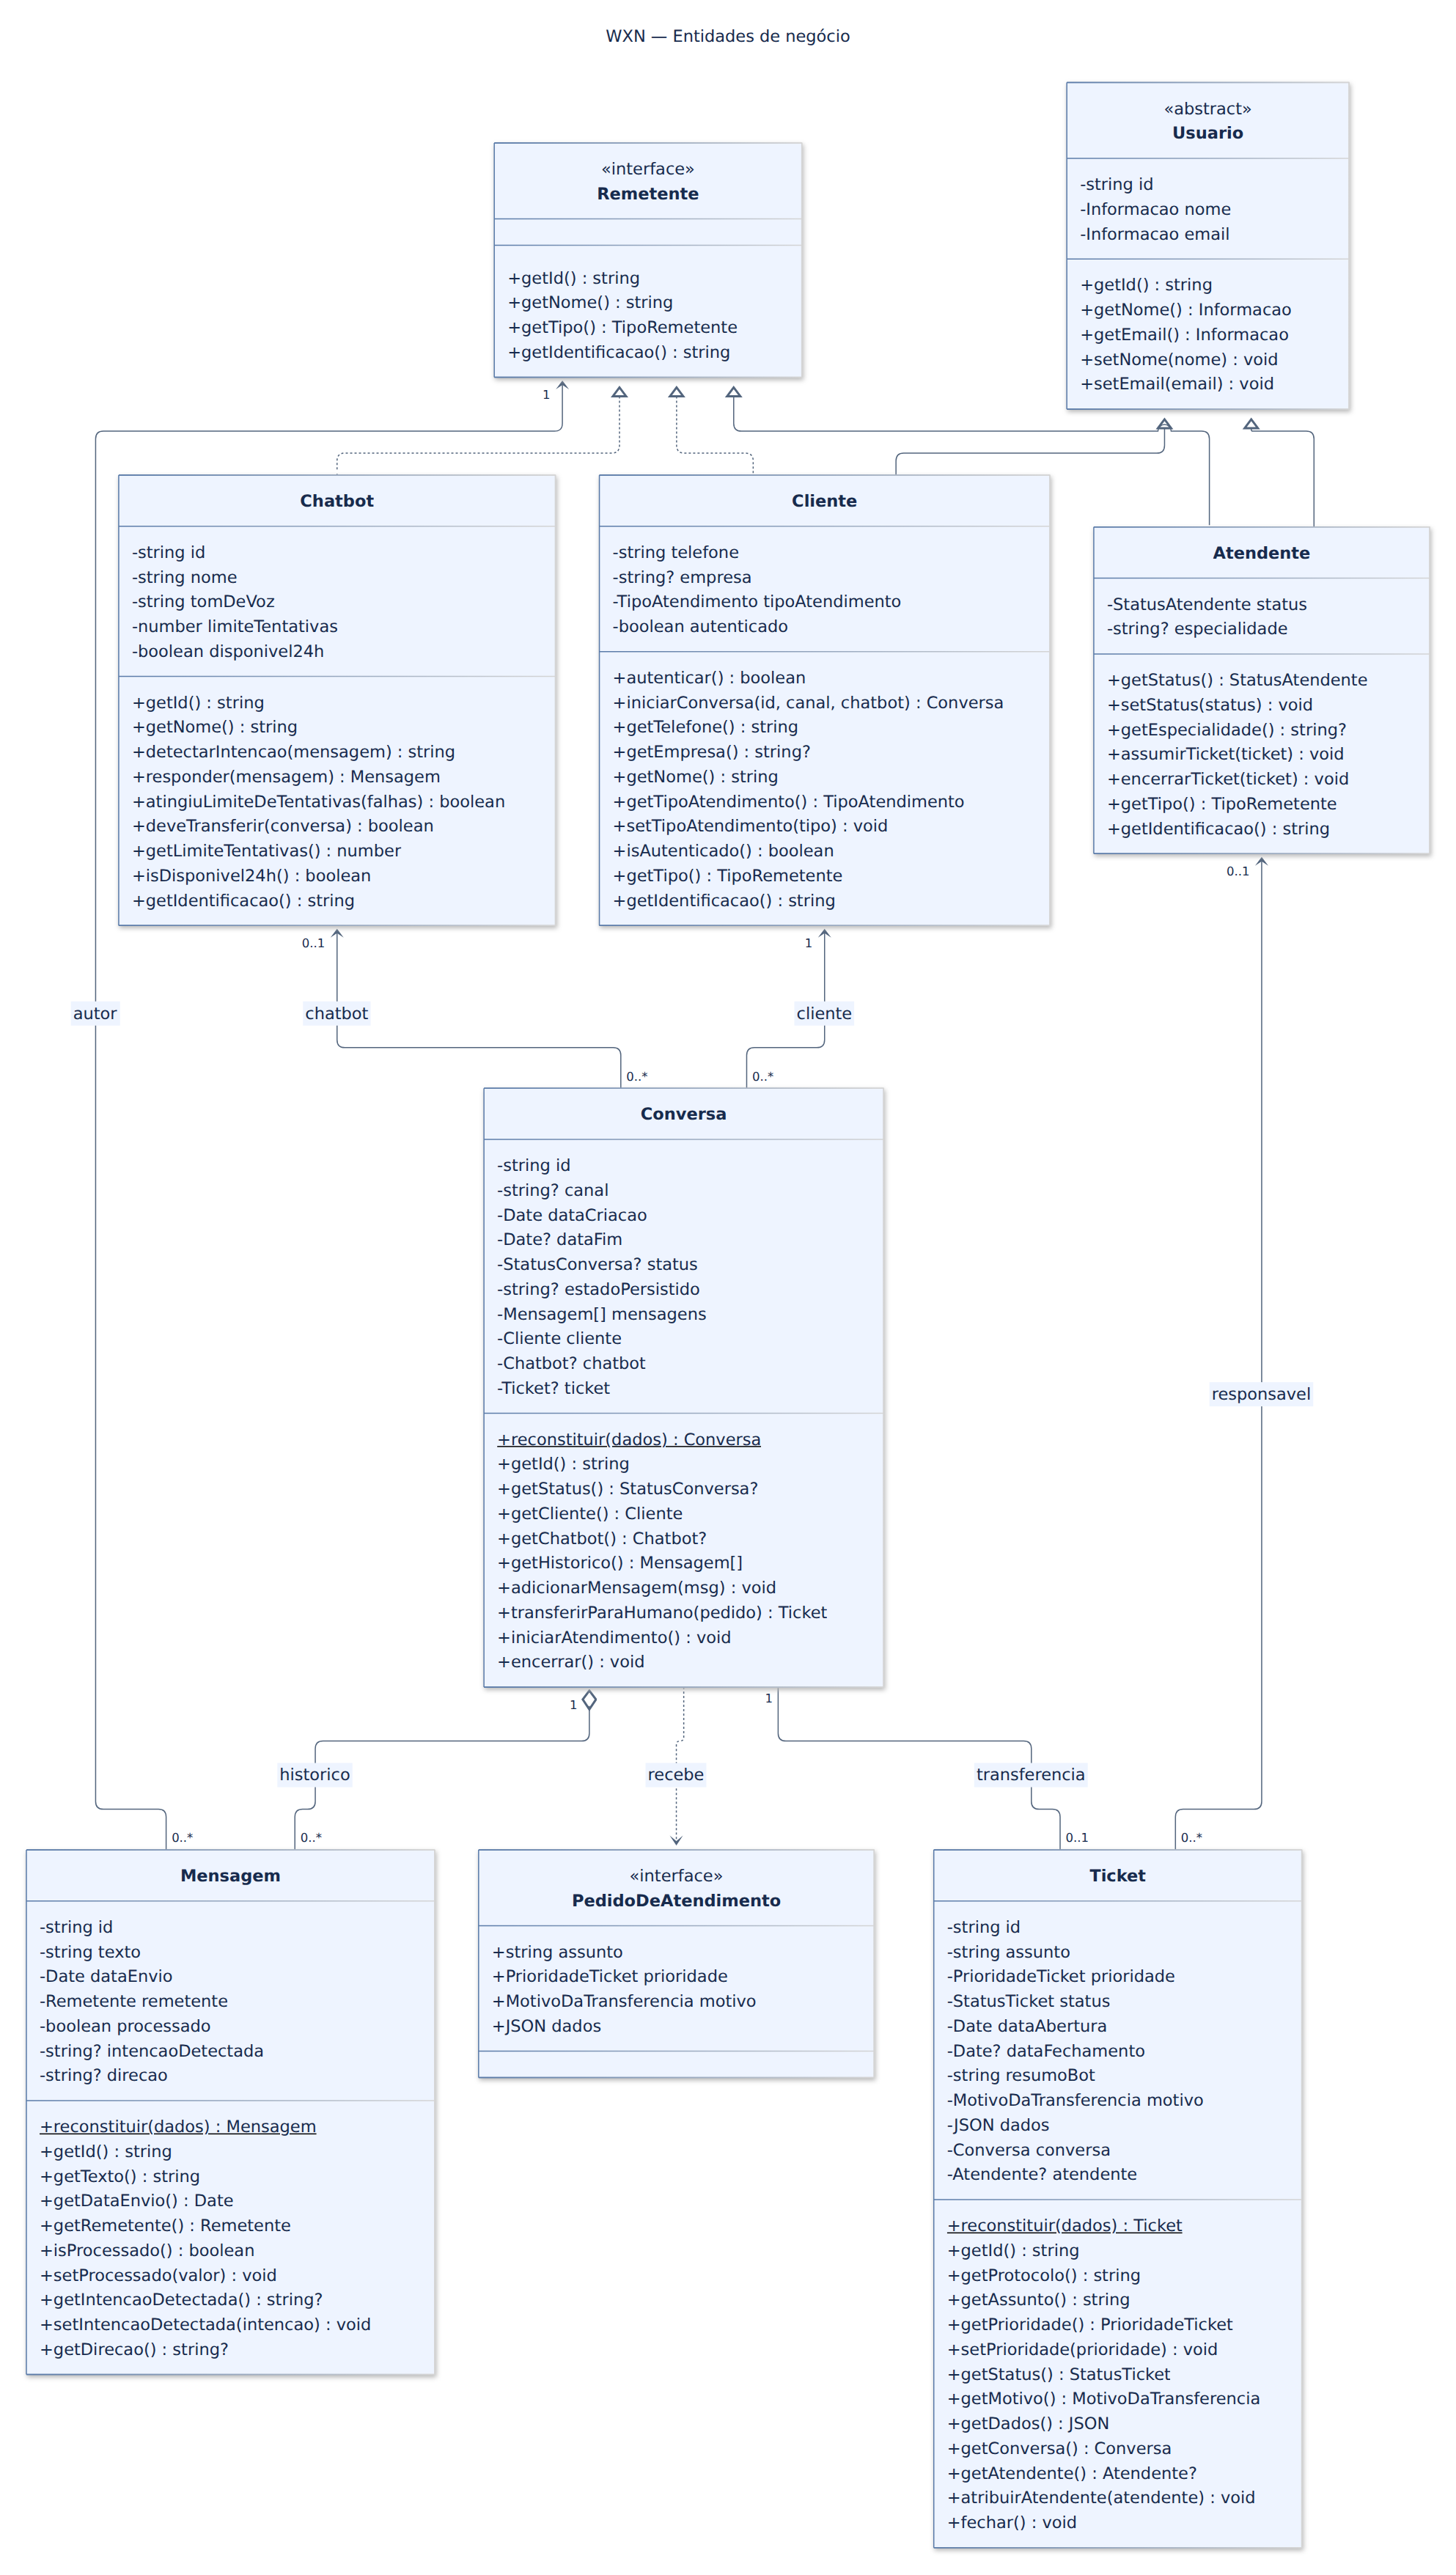 WXN — Entidades de negócio
«abstract»
Usuario
-string id
-Informacao nome
-Informacao email
+getId() : string
+getNome() : Informacao
+getEmail() : Informacao
+setNome(nome) : void
+setEmail(email) : void
«interface»
Remetente
+getId() : string
+getNome() : string
+getTipo() : TipoRemetente
+getIdentificacao() : string
1
Chatbot
-string id
-string nome
-string tomDeVoz
-number limiteTentativas
-boolean disponivel24h
+getId() : string
+getNome() : string
+detectarIntencao(mensagem) : string
+responder(mensagem) : Mensagem
+atingiuLimiteDeTentativas(falhas) : boolean
+deveTransferir(conversa) : boolean
+getLimiteTentativas() : number
+isDisponivel24h() : boolean
+getIdentificacao() : string
Cliente
-string telefone
-string? empresa
-TipoAtendimento tipoAtendimento
-boolean autenticado
+autenticar() : boolean
+iniciarConversa(id, canal, chatbot) : Conversa
+getTelefone() : string
+getEmpresa() : string?
+getNome() : string
+getTipoAtendimento() : TipoAtendimento
+setTipoAtendimento(tipo) : void
+isAutenticado() : boolean
+getTipo() : TipoRemetente
+getIdentificacao() : string
Atendente
-StatusAtendente status
-string? especialidade
+getStatus() : StatusAtendente
+setStatus(status) : void
+getEspecialidade() : string?
+assumirTicket(ticket) : void
+encerrarTicket(ticket) : void
+getTipo() : TipoRemetente
+getIdentificacao() : string
0..1
0..1
1
autor
chatbot
cliente
0..*
0..*
Conversa
-string id
-string? canal
-Date dataCriacao
-Date? dataFim
-StatusConversa? status
-string? estadoPersistido
-Mensagem[] mensagens
-Cliente cliente
-Chatbot? chatbot
-Ticket? ticket
+reconstituir(dados) : Conversa
+getId() : string
+getStatus() : StatusConversa?
+getCliente() : Cliente
+getChatbot() : Chatbot?
+getHistorico() : Mensagem[]
+adicionarMensagem(msg) : void
+transferirParaHumano(pedido) : Ticket
+iniciarAtendimento() : void
+encerrar() : void
responsavel
1
1
historico
recebe
transferencia
0..*
0..*
0..1
0..*
Mensagem
-string id
-string texto
-Date dataEnvio
-Remetente remetente
-boolean processado
-string? intencaoDetectada
-string? direcao
+reconstituir(dados) : Mensagem
+getId() : string
+getTexto() : string
+getDataEnvio() : Date
+getRemetente() : Remetente
+isProcessado() : boolean
+setProcessado(valor) : void
+getIntencaoDetectada() : string?
+setIntencaoDetectada(intencao) : void
+getDirecao() : string?
«interface»
PedidoDeAtendimento
+string assunto
+PrioridadeTicket prioridade
+MotivoDaTransferencia motivo
+JSON dados
Ticket
-string id
-string assunto
-PrioridadeTicket prioridade
-StatusTicket status
-Date dataAbertura
-Date? dataFechamento
-string resumoBot
-MotivoDaTransferencia motivo
-JSON dados
-Conversa conversa
-Atendente? atendente
+reconstituir(dados) : Ticket
+getId() : string
+getProtocolo() : string
+getAssunto() : string
+getPrioridade() : PrioridadeTicket
+setPrioridade(prioridade) : void
+getStatus() : StatusTicket
+getMotivo() : MotivoDaTransferencia
+getDados() : JSON
+getConversa() : Conversa
+getAtendente() : Atendente?
+atribuirAtendente(atendente) : void
+fechar() : void